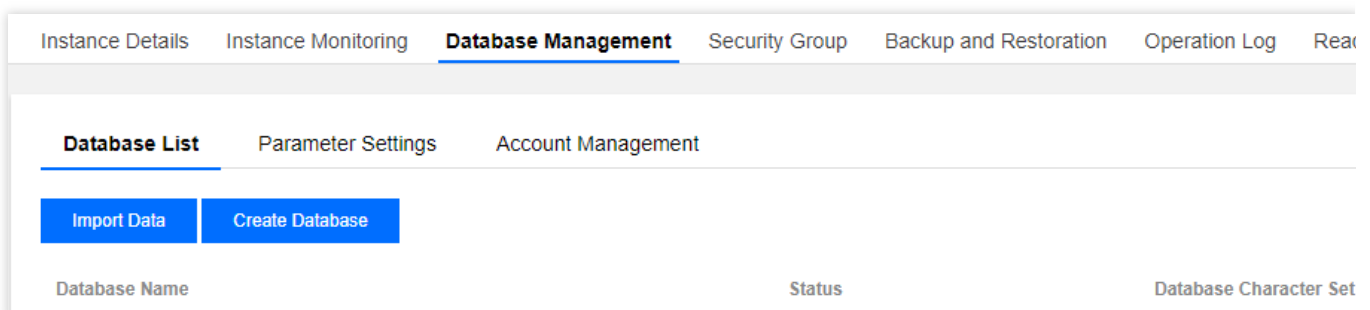 Instance Details Instance Monitoring Database Management Security Group Backup and Restoration Operation Log
Database List Parameter Settings Account Management
Import Data Create Database
Database Name Status Database Character Set